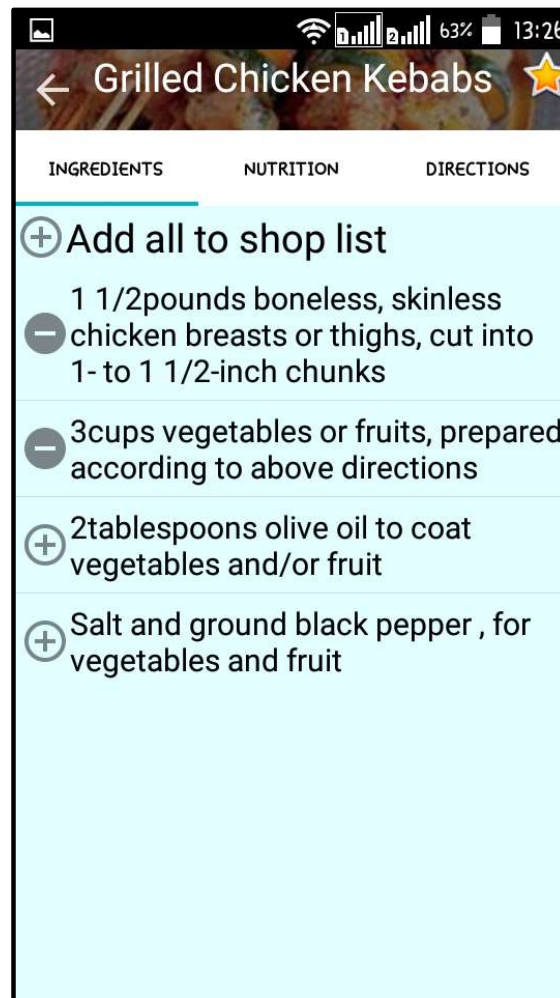 1 2 63% 13:26
Grilled Chicken Kebabs
INGREDIENTS NUTRITION DIRECTIONS
Add all to shop list
1 1/2pounds boneless, skinless
chicken breasts or thighs, cut into
1- to 1 1/2-inch chunks
3cups vegetables or fruits, prepared
according to above directions
2tablespoons olive oil to coat
vegetables and/or fruit
Salt and ground black pepper , for
vegetables and fruit